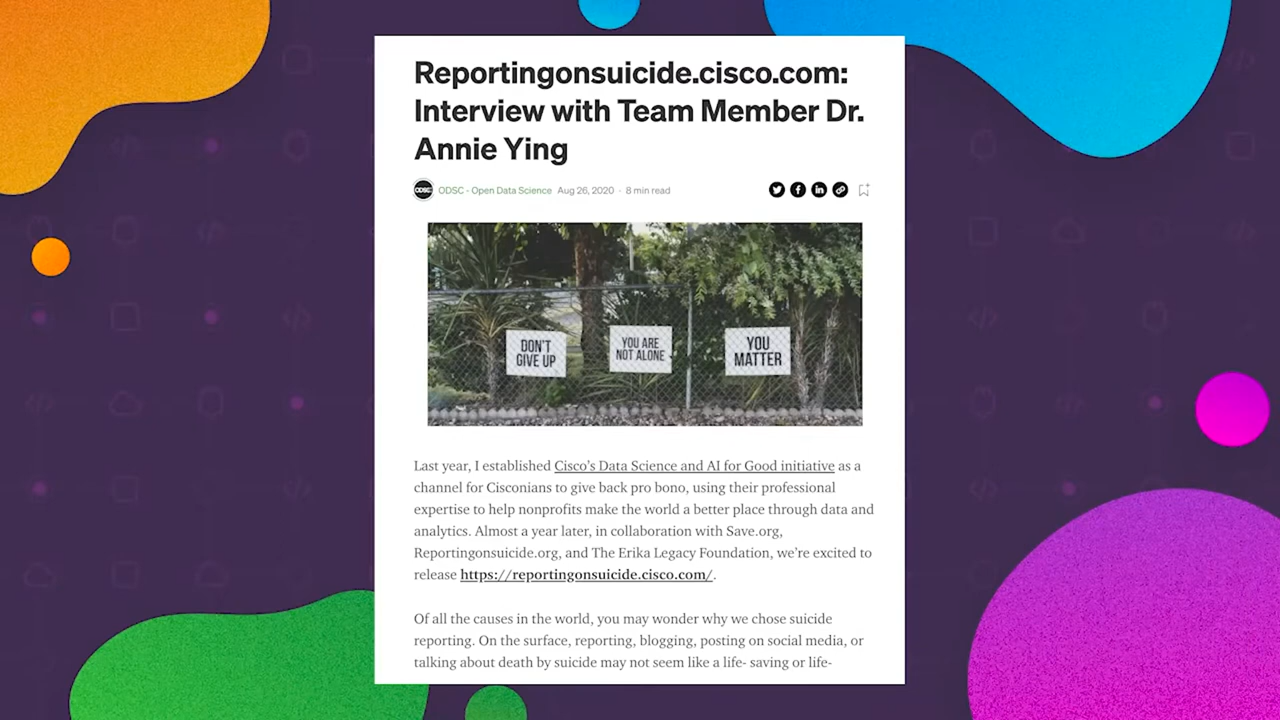 Reportingonsuicide.cisco.com:
Interview with Team Member Dr.
Annie Ying
ODSC
ODSC - Open Data Science Aug 26, 2020 · 8 min read
DON'T
GIVE UP
YOU ARE
NOT ALONE
YOU
MATTER
Last year, I established Cisco's Data Science and AI for Good initiative as a
channel for Cisconians to give back pro bono, using their professional
expertise to help nonprofits make the world a better place through data and
analytics. Almost a year later, in collaboration with Save.org,
Reportingonsuicide.org, and The Erika Legacy Foundation, we're excited to
release https://reportingonsuicide.cisco.com/.
Of all the causes in the world, you may wonder why we chose suicide
reporting. On the surface, reporting, blogging, posting on social media, or
talking about death by suicide may not seem like a life- saving or life-